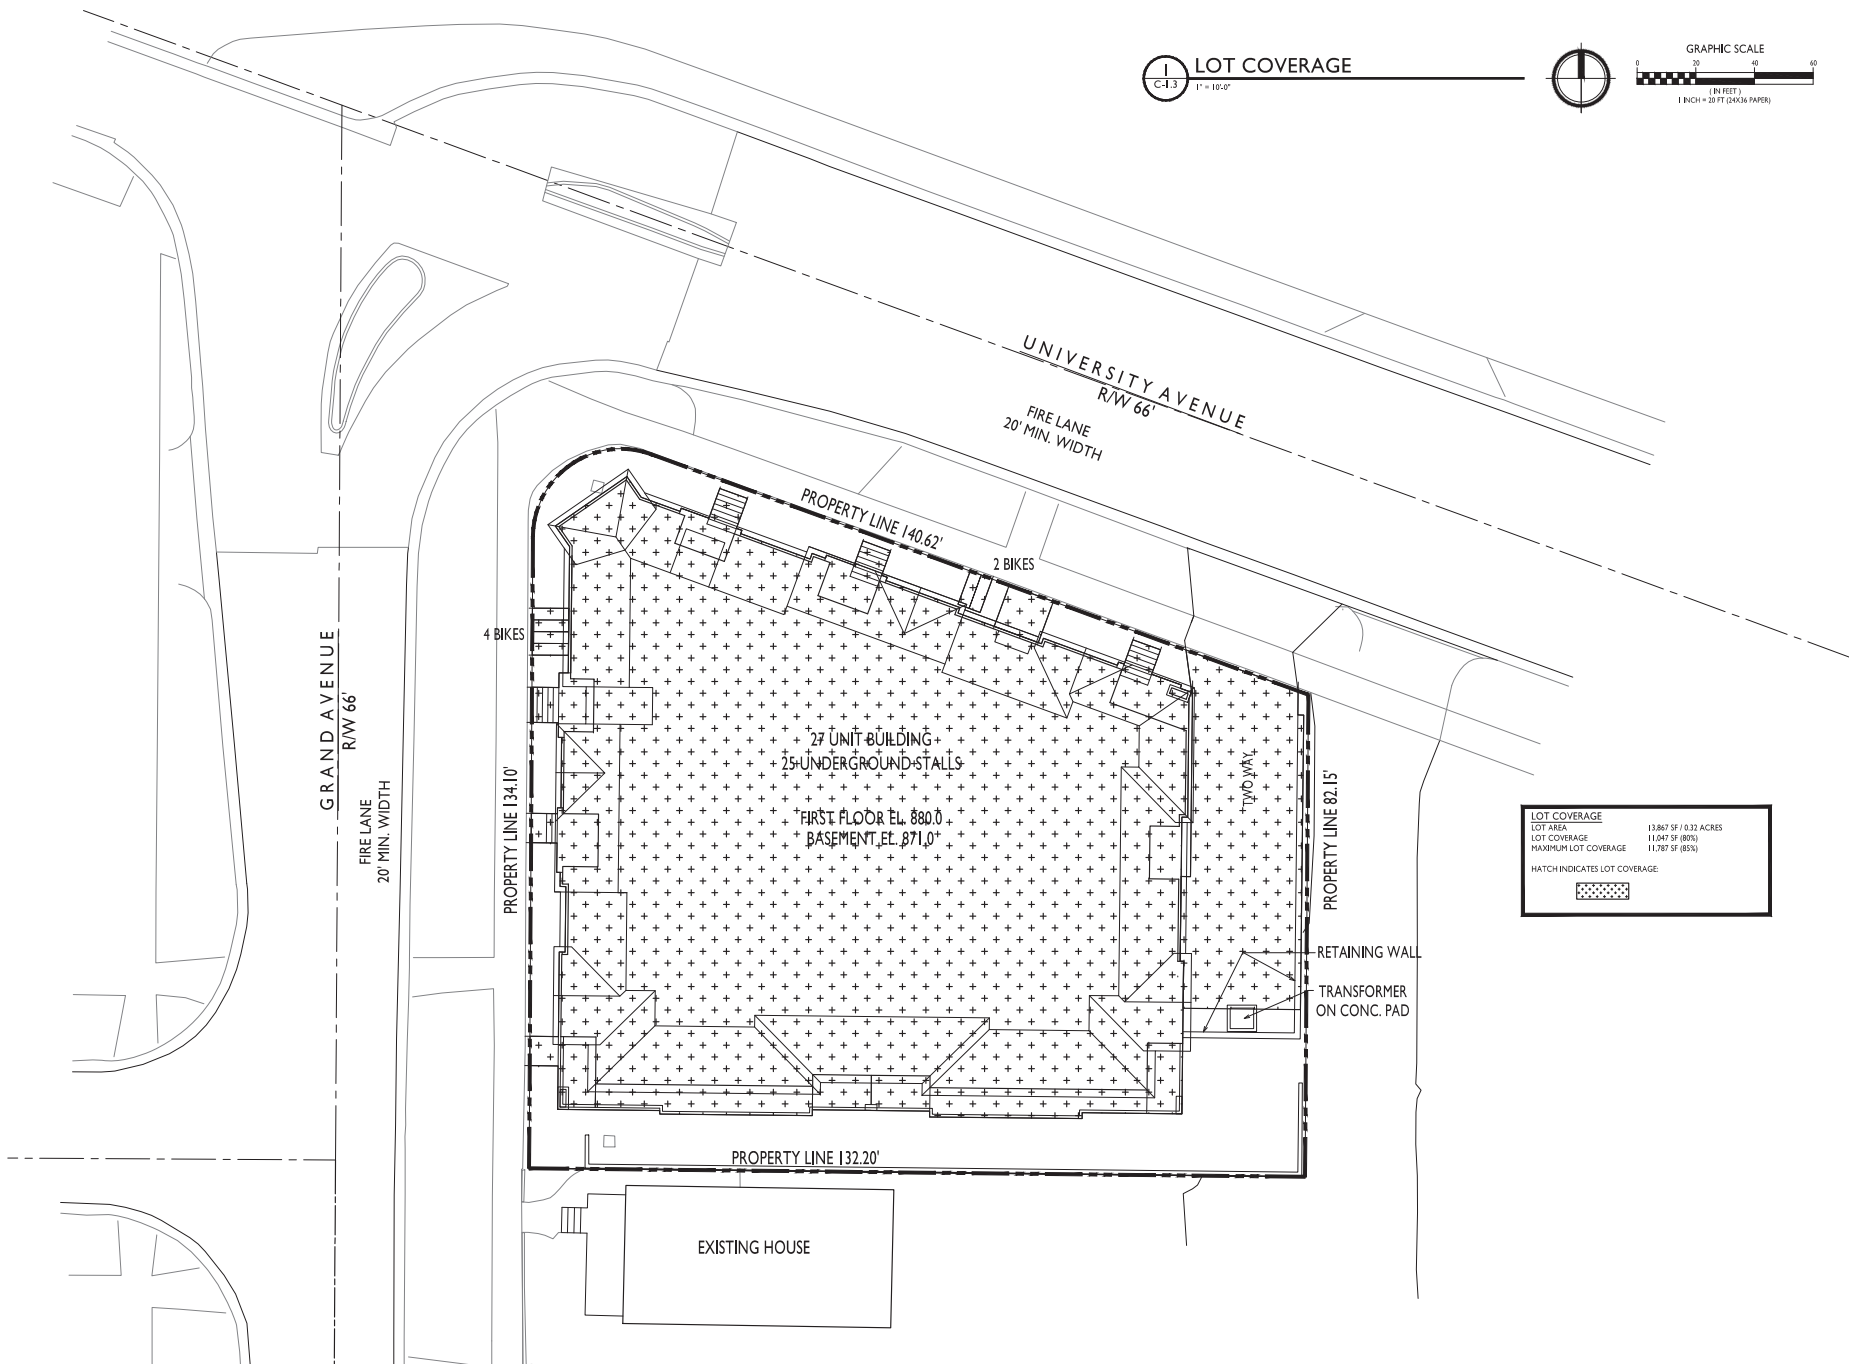 1
C-1.3
LOT COVERAGE
1" = 10'-0"
GRAPHIC SCALE
0 20 40 60
( IN FEET )
1 INCH = 20 FT (24X36 PAPER)
UNIVERSITY AVENUE
R/W 66'
FIRE LANE
20' MIN. WIDTH
PROPERTY LINE 140.62'
2 BIKES
4 BIKES
GRAND AVENUE
R/W 66'
FIRE LANE
20' MIN. WIDTH
PROPERTY LINE 134.10'
27 UNIT BUILDING
25 UNDERGROUND STALLS
FIRST FLOOR EL. 880.0
BASEMENT EL. 871.0'
TWO WAY
PROPERTY LINE 82.15'
LOT COVERAGE
LOT AREA 13,867 SF / 0.32 ACRES
LOT COVERAGE 11,047 SF (80%)
MAXIMUM LOT COVERAGE 11,787 SF (85%)
HATCH INDICATES LOT COVERAGE:
RETAINING WALL
TRANSFORMER
ON CONC. PAD
PROPERTY LINE 132.20'
EXISTING HOUSE